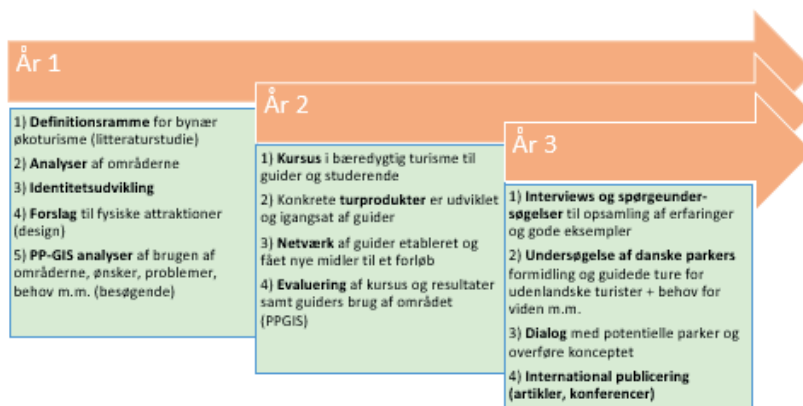 År 1
1) Definitionsramme for bynær
økoturisme (litteraturstudie)
2) Analyser af områderne
3) Identitetsudvikling
4) Forslag til fysiske attraktioner
(design)
5) PP-GIS analyser af brugen af
områderne, ønsker, problemer,
behov m.m. (besøgende)
År 2
1) Kursus i bæredygtig turisme til
guider og studerende
2) Konkrete turprodukter er udviklet
og igangsat af guider
3) Netværk af guider etableret og
fået nye midler til et forløb
4) Evaluering af kursus og resultater
samt guiders brug af området
(PPGIS)
År 3
1) Interviews og spørgeunder-
søgelser til opsamling af erfaringer
og gode eksempler
2) Undersøgelse af danske parkers
formidling og guidede ture for
udenlandske turister + behov for
viden m.m.
3) Dialog med potentielle parker og
overføre konceptet
4) International publicering
(artikler, konferencer)